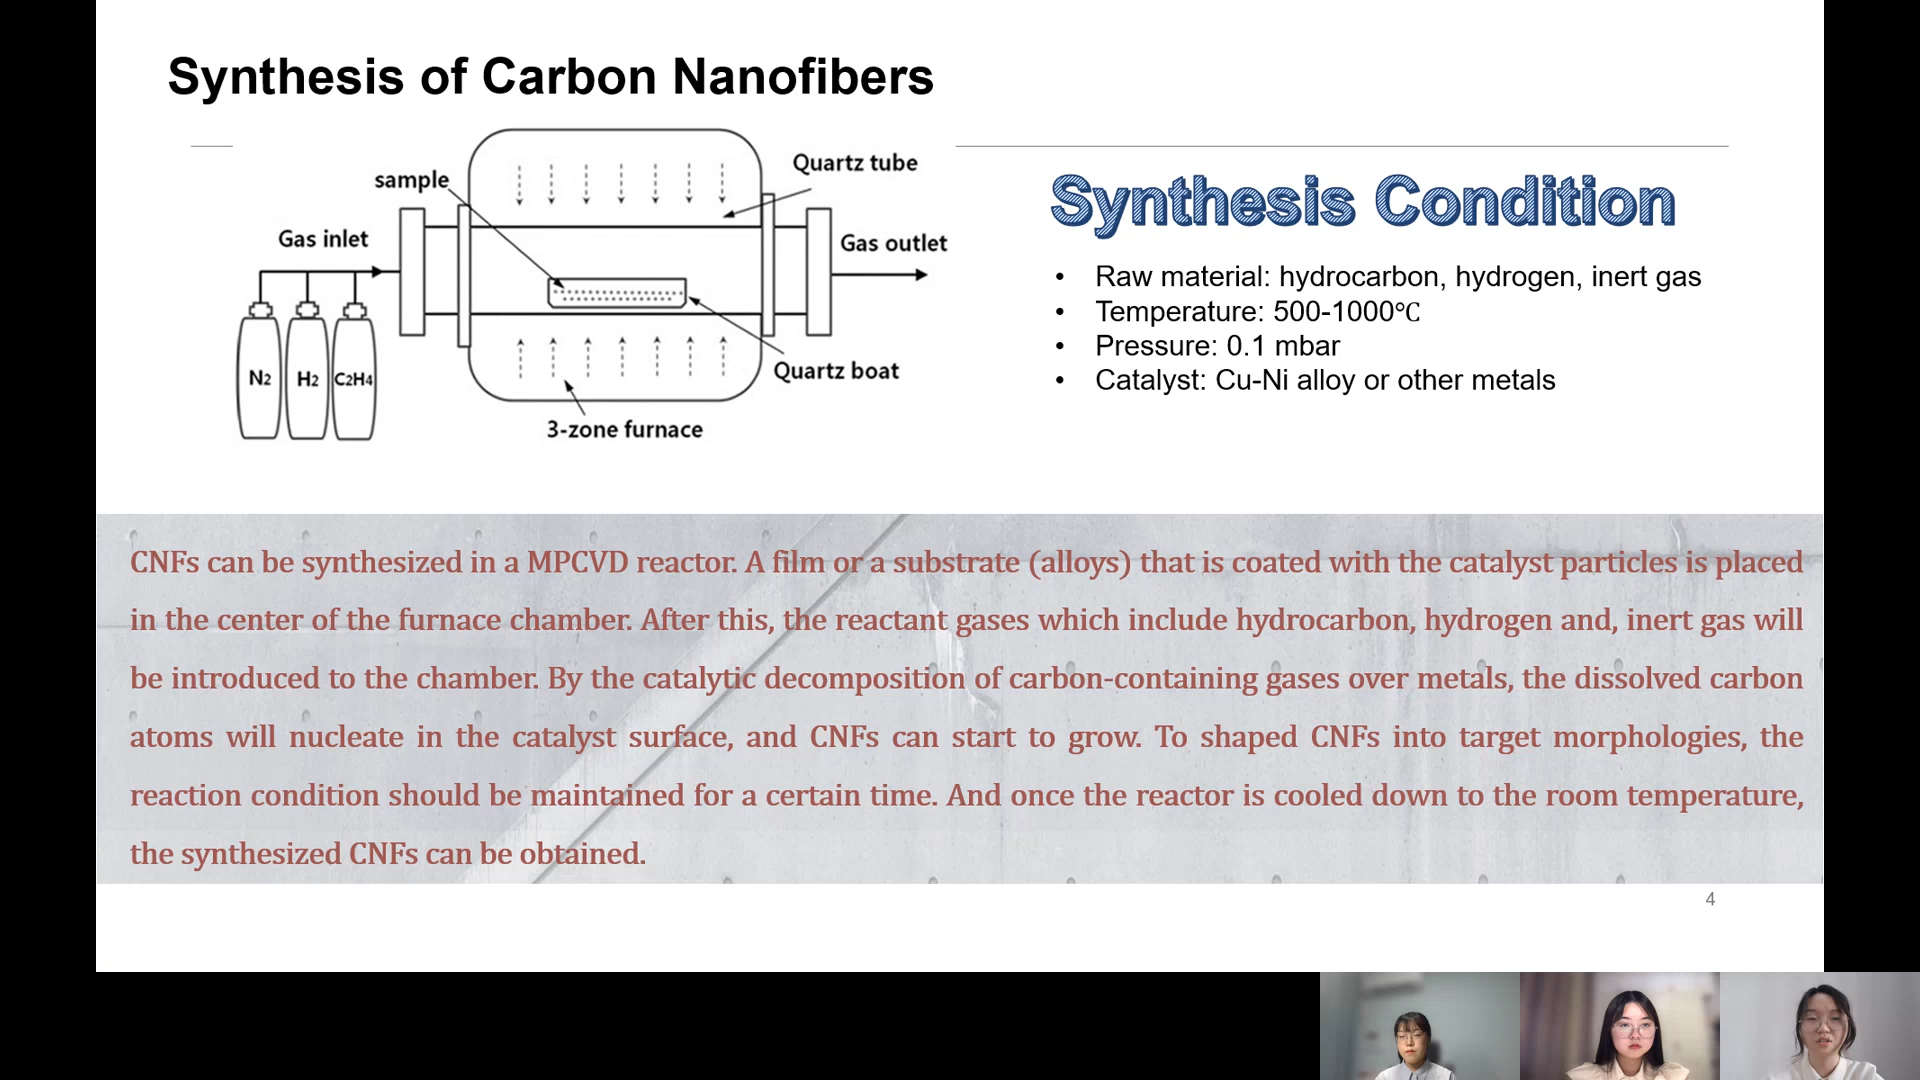 Synthesis of Carbon Nanofibers
sample
Quartz tube
Gas inlet
Gas outlet
N2
H2
C2H4
Quartz boat
3-zone furnace
Synthesis Condition
• Raw material: hydrocarbon, hydrogen, inert gas
• Temperature: 500-1000℃
• Pressure: 0.1 mbar
• Catalyst: Cu-Ni alloy or other metals
CNFs can be synthesized in a MPCVD reactor. A film or a substrate (alloys) that is coated with the catalyst particles is placed
in the center of the furnace chamber. After this, the reactant gases which include hydrocarbon, hydrogen and, inert gas will
be introduced to the chamber. By the catalytic decomposition of carbon-containing gases over metals, the dissolved carbon
atoms will nucleate in the catalyst surface, and CNFs can start to grow. To shaped CNFs into target morphologies, the
reaction condition should be maintained for a certain time. And once the reactor is cooled down to the room temperature,
the synthesized CNFs can be obtained.
4